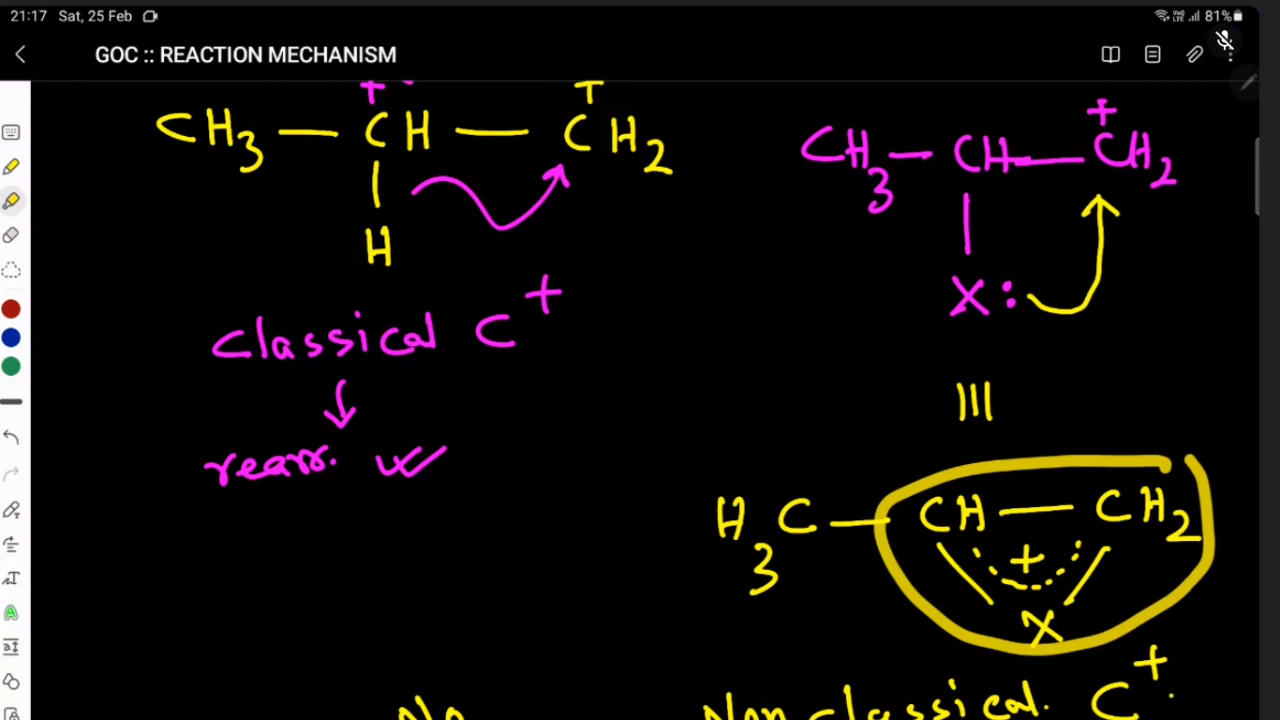 21:17 Sat, 25 Feb 81%
GOC :: REACTION MECHANISM
+ +
CH3 — CH — CH2
H
Classical C+
↓
rearr. ✓
+
CH3 — CH — CH2
X:
|||
H3C — CH — CH2
+
X
No
Non classical. C+.